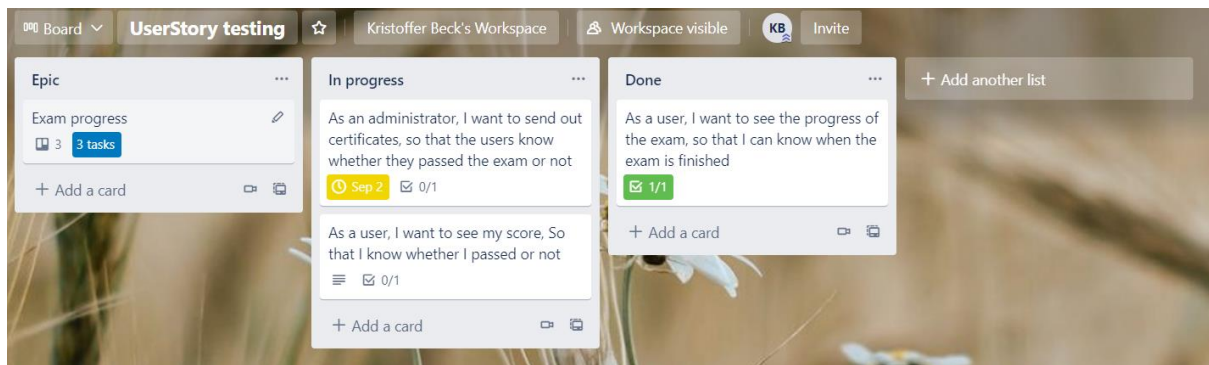 Board
UserStory testing
Kristoffer Beck's Workspace
Workspace visible
KB
Invite
Epic
Exam progress
3 3 tasks
+ Add a card
In progress
As an administrator, I want to send out
certificates, so that the users know
whether they passed the exam or not
Sep 2 0/1
As a user, I want to see my score, So
that I know whether I passed or not
0/1
+ Add a card
Done
As a user, I want to see the progress of
the exam, so that I can know when the
exam is finished
1/1
+ Add a card
+ Add another list